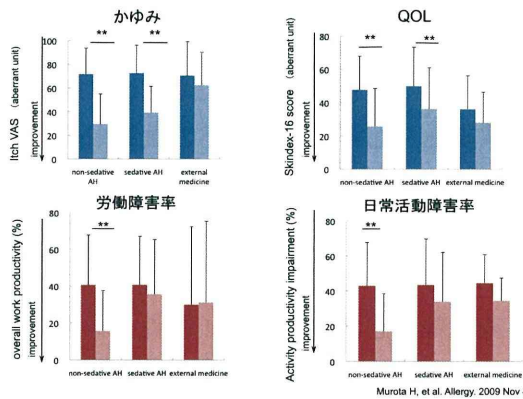 かゆみ
Itch VAS (aberrant unit)
improvement
100
80
60
40
20
0
**
**
non-sedative AH
sedative AH
external medicine
QOL
Skindex-16 score (aberrant unit)
improvement
80
60
40
20
0
**
**
non-sedative AH
sedative AH
external medicine
労働障害率
overall work productivity (%)
improvement
80
60
40
20
0
**
non-sedative AH
sedative AH
external medicine
日常活動障害率
Activity productivity impairment (%)
improvement
80
60
40
20
0
**
non-sedative AH
sedative AH
external medicine
Murota H, et al. Allergy. 2009 Nov